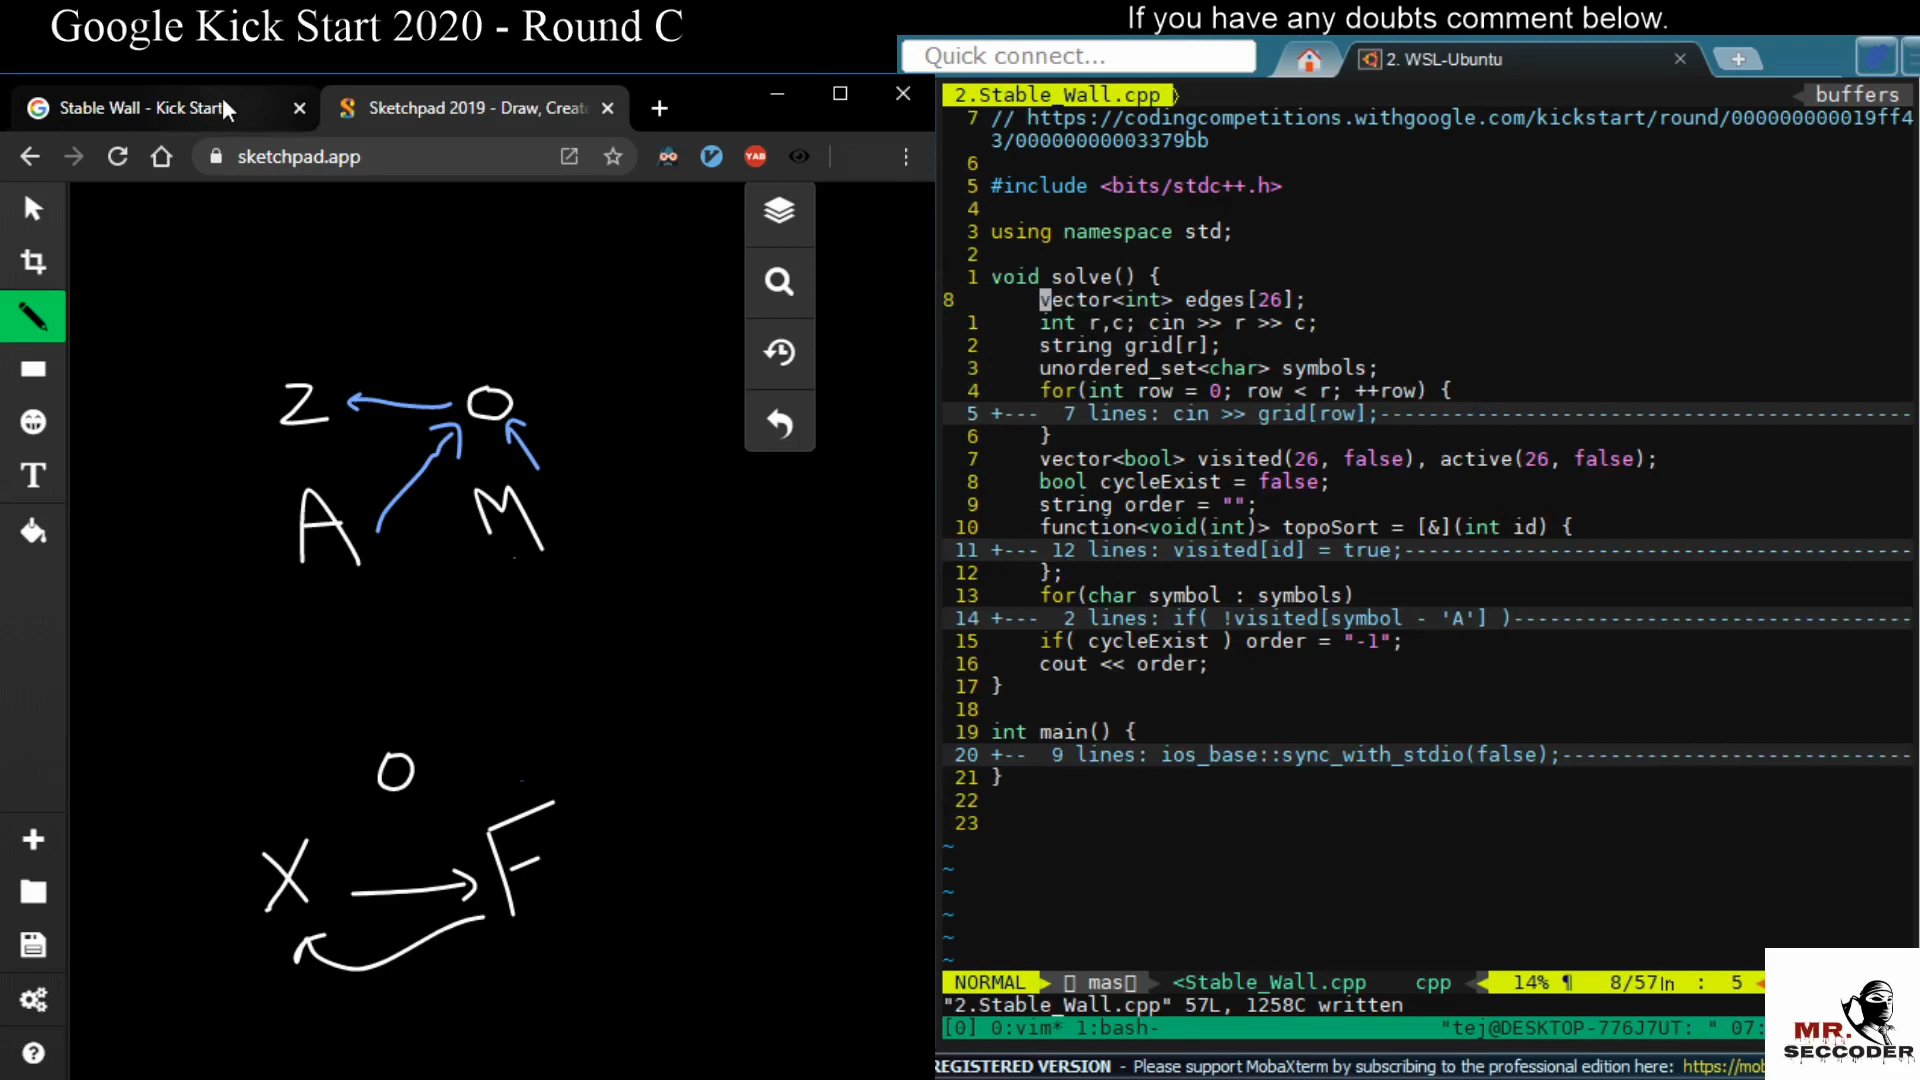 Google Kick Start 2020 - Round C
If you have any doubts comment below.
Quick connect...
2. WSL-Ubuntu
Stable Wall - Kick Start
Sketchpad 2019 - Draw, Create
sketchpad.app
YAB
Z O
A M
O
X F
T
2.Stable_Wall.cpp
buffers
7 // https://codingcompetitions.withgoogle.com/kickstart/round/000000000019ff4
3/00000000003379bb
6
5 #include <bits/stdc++.h>
4
3 using namespace std;
2
1 void solve() {
8 vector<int> edges[26];
1 int r,c; cin >> r >> c;
2 string grid[r];
3 unordered_set<char> symbols;
4 for(int row = 0; row < r; ++row) {
5 +--- 7 lines: cin >> grid[row];--------------------------------------------
6 }
7 vector<bool> visited(26, false), active(26, false);
8 bool cycleExist = false;
9 string order = "";
10 function<void(int)> topoSort = [&](int id) {
11 +--- 12 lines: visited[id] = true;------------------------------------------
12 };
13 for(char symbol : symbols)
14 +--- 2 lines: if( !visited[symbol - 'A'] )---------------------------------
15 if( cycleExist ) order = "-1";
16 cout << order;
17 }
18
19 int main() {
20 +-- 9 lines: ios_base::sync_with_stdio(false);-----------------------------
21 }
22
23
~
~
~
~
~
~
NORMAL mas <Stable_Wall.cpp cpp 14% ¶ 8/57㏑ : 5
"2.Stable_Wall.cpp" 57L, 1258C written
[0] 0:vim* 1:bash- "tej@DESKTOP-776J7UT: " 07:
REGISTERED VERSION - Please support MobaXterm by subscribing to the professional edition here: https://mob
MR.
SECCODER